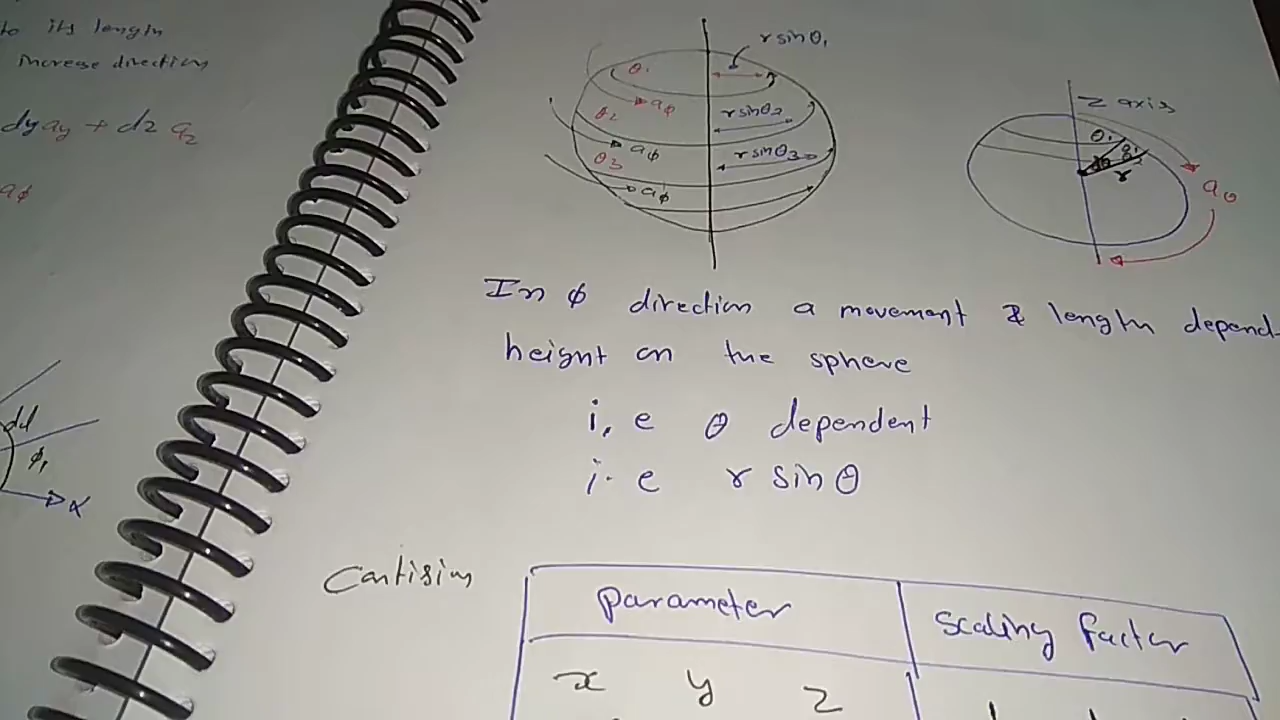 to its length
increase direction
dy ay + dz az
aφ
dl
φ1
x
r sin θ1
θ1
aφ
θ2
r sin θ2
aφ
θ3
r sin θ3
aφ
z axis
θ1
r
aθ
In φ direction a movement & length depend
height on the sphere
i, e θ dependent
i. e r sin θ
Cartisin
parameter scaling factor
x y z